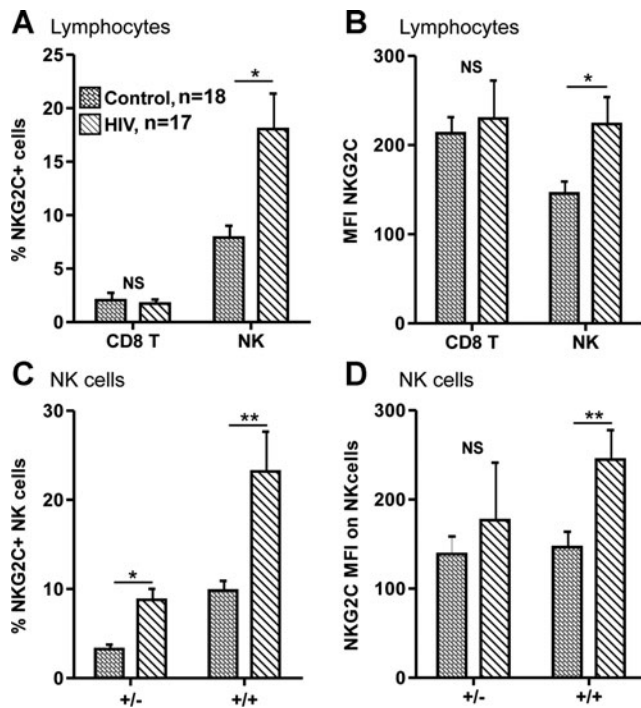 A Lymphocytes
% NKG2C+ cells
25
20
15
10
5
0
Control, n=18
HIV, n=17
NS
*
CD8 T NK
B Lymphocytes
MFI NKG2C
300
200
100
0
NS
*
CD8 T NK
C NK cells
% NKG2C+ NK cells
30
20
10
0
*
**
+/- +/+
D NK cells
NKG2C MFI on NKcells
300
200
100
0
NS
**
+/- +/+